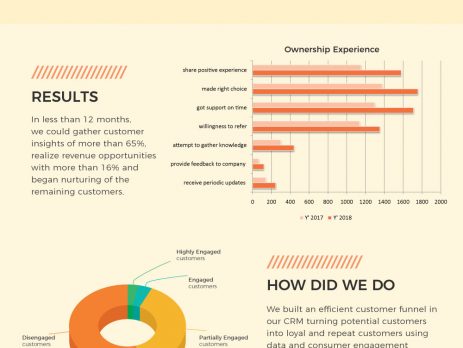 RESULTS
In less than 12 months,
we could gather customer
insights of more than 65%,
realize revenue opportunities
with more than 16% and
began nurturing of the
remaining customers.
Ownership Experience
share positive experience
made right choice
got support on time
willingness to refer
attempt to gather knowledge
provide feedback to company
receive periodic updates
0 200 400 600 800 1000 1200 1400 1600 1800 2000
Y' 2017 Y' 2018
Highly Engaged
customers
Engaged
customers
Disengaged
customers
Partially Engaged
customers
HOW DID WE DO
We built an efficient customer funnel in
our CRM turning potential customers
into loyal and repeat customers using
data and consumer engagement